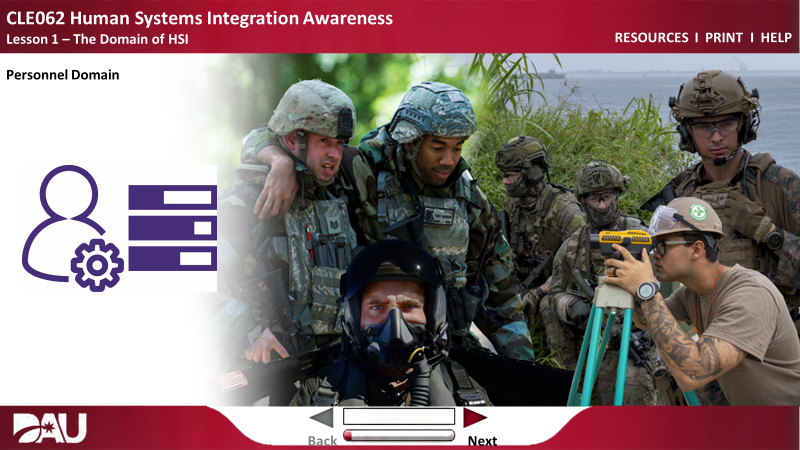 CLE062 Human Systems Integration Awareness
Lesson 1 – The Domain of HSI
RESOURCES I PRINT I HELP
Personnel Domain
DAU
Back
Next